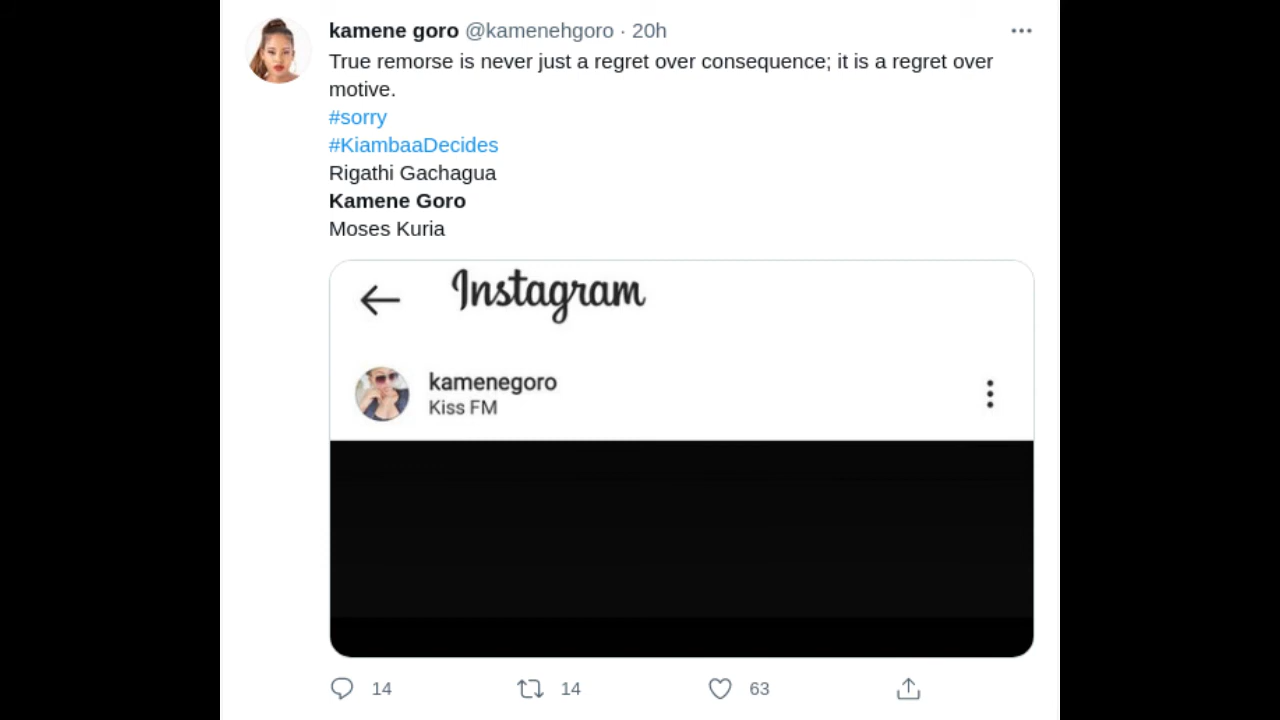 kamene goro @kamenehgoro · 20h
True remorse is never just a regret over consequence; it is a regret over
motive.
#sorry
#KiambaaDecides
Rigathi Gachagua
Kamene Goro
Moses Kuria
Instagram
kamenegoro
Kiss FM
14 14 63